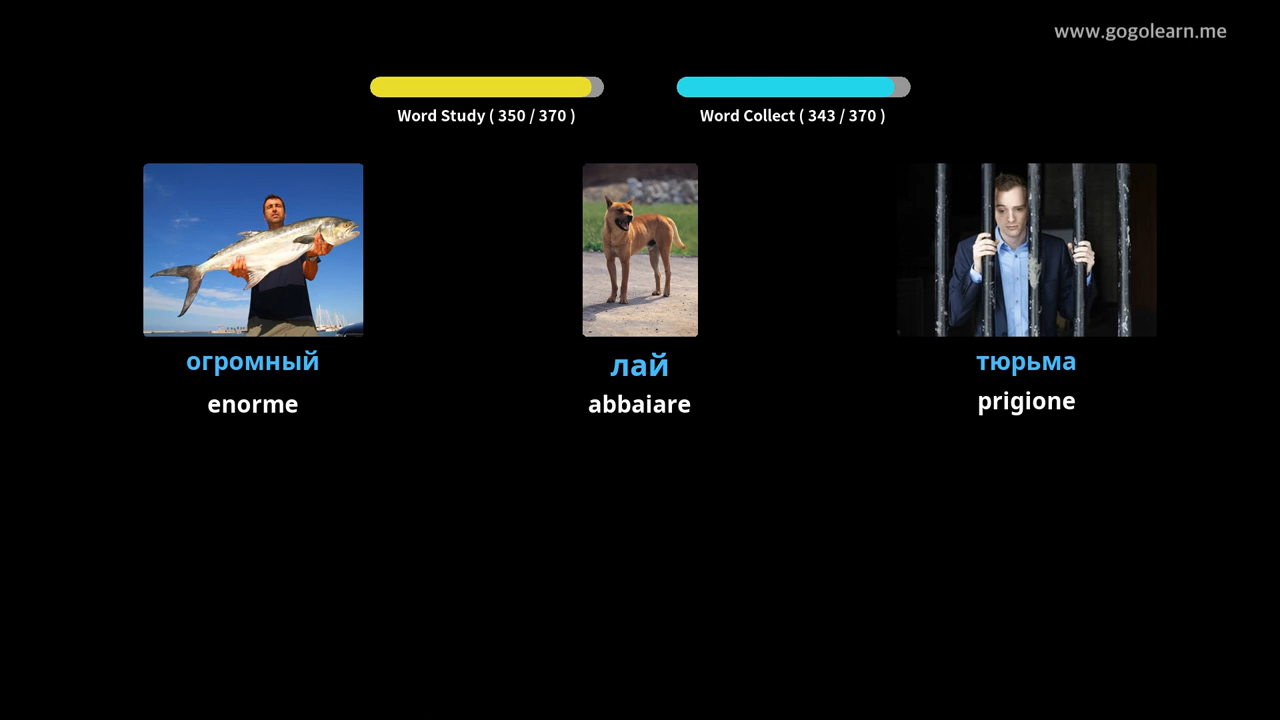 www.gogolearn.me
Word Study ( 350 / 370 )
Word Collect ( 343 / 370 )
огромный
лай
тюрьма
enorme
abbaiare
prigione